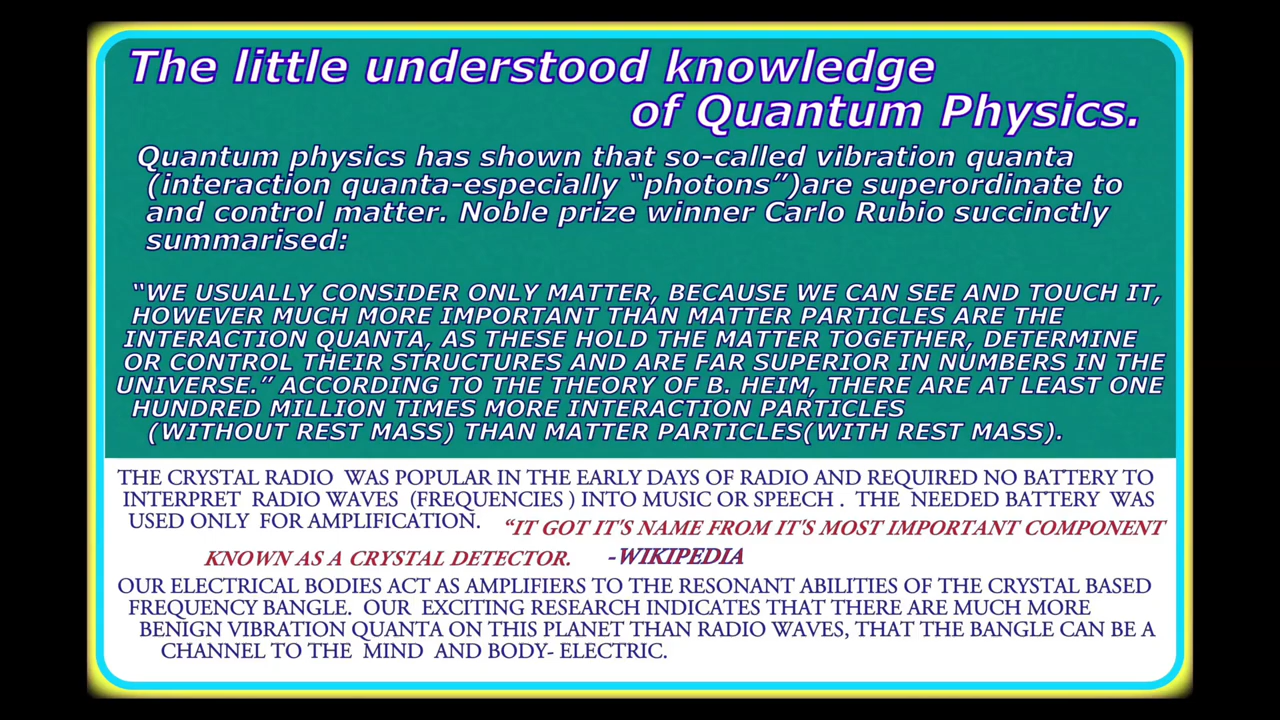 The little understood knowledge
of Quantum Physics.
Quantum physics has shown that so-called vibration quanta
(interaction quanta-especially “photons”)are superordinate to
and control matter. Noble prize winner Carlo Rubio succinctly
summarised:
“WE USUALLY CONSIDER ONLY MATTER, BECAUSE WE CAN SEE AND TOUCH IT,
HOWEVER MUCH MORE IMPORTANT THAN MATTER PARTICLES ARE THE
INTERACTION QUANTA, AS THESE HOLD THE MATTER TOGETHER, DETERMINE
OR CONTROL THEIR STRUCTURES AND ARE FAR SUPERIOR IN NUMBERS IN THE
UNIVERSE.” ACCORDING TO THE THEORY OF B. HEIM, THERE ARE AT LEAST ONE
HUNDRED MILLION TIMES MORE INTERACTION PARTICLES
(WITHOUT REST MASS) THAN MATTER PARTICLES(WITH REST MASS).
THE CRYSTAL RADIO WAS POPULAR IN THE EARLY DAYS OF RADIO AND REQUIRED NO BATTERY TO
INTERPRET RADIO WAVES (FREQUENCIES ) INTO MUSIC OR SPEECH . THE NEEDED BATTERY WAS
USED ONLY FOR AMPLIFICATION. “IT GOT IT'S NAME FROM IT'S MOST IMPORTANT COMPONENT
KNOWN AS A CRYSTAL DETECTOR. -WIKIPEDIA
OUR ELECTRICAL BODIES ACT AS AMPLIFIERS TO THE RESONANT ABILITIES OF THE CRYSTAL BASED
FREQUENCY BANGLE. OUR EXCITING RESEARCH INDICATES THAT THERE ARE MUCH MORE
BENIGN VIBRATION QUANTA ON THIS PLANET THAN RADIO WAVES, THAT THE BANGLE CAN BE A
CHANNEL TO THE MIND AND BODY- ELECTRIC.